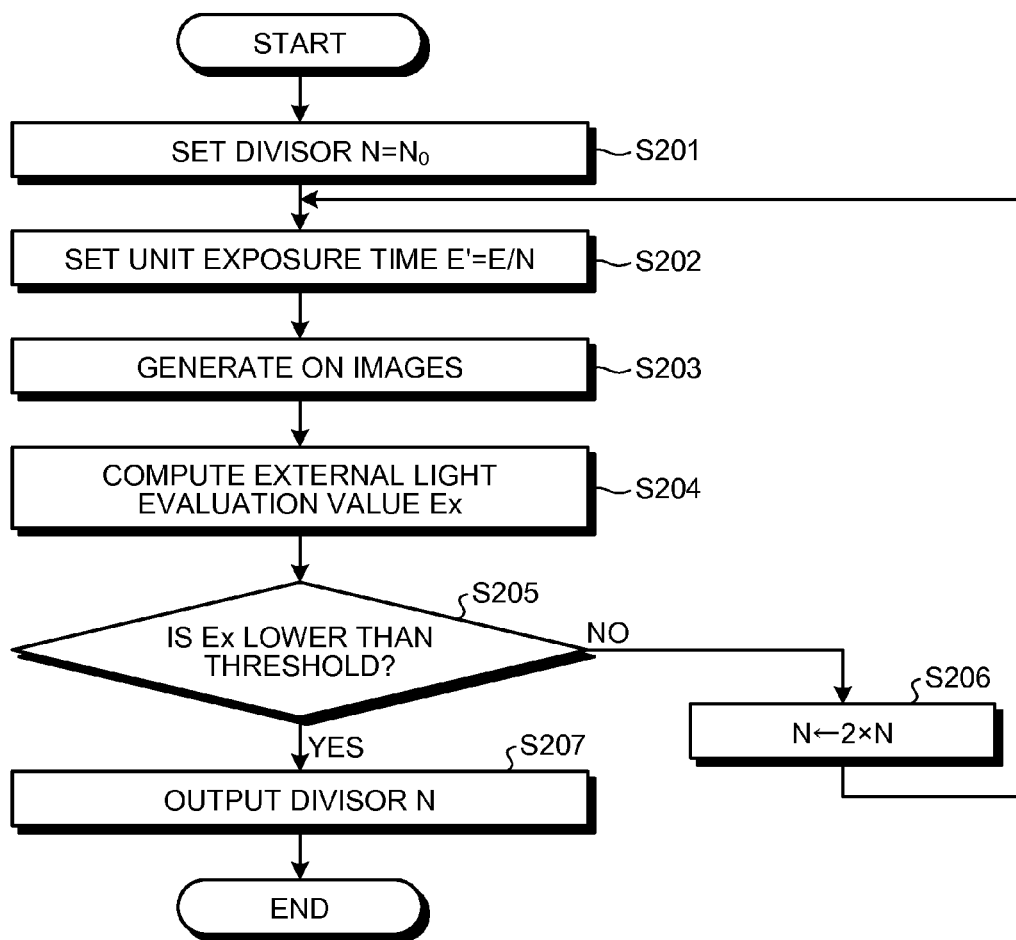 START
SET DIVISOR N=N₀
S201
SET UNIT EXPOSURE TIME E'=E/N
S202
GENERATE ON IMAGES
S203
COMPUTE EXTERNAL LIGHT
EVALUATION VALUE Ex
S204
S205
IS Ex LOWER THAN
THRESHOLD?
NO
S206
N←2×N
YES
S207
OUTPUT DIVISOR N
END